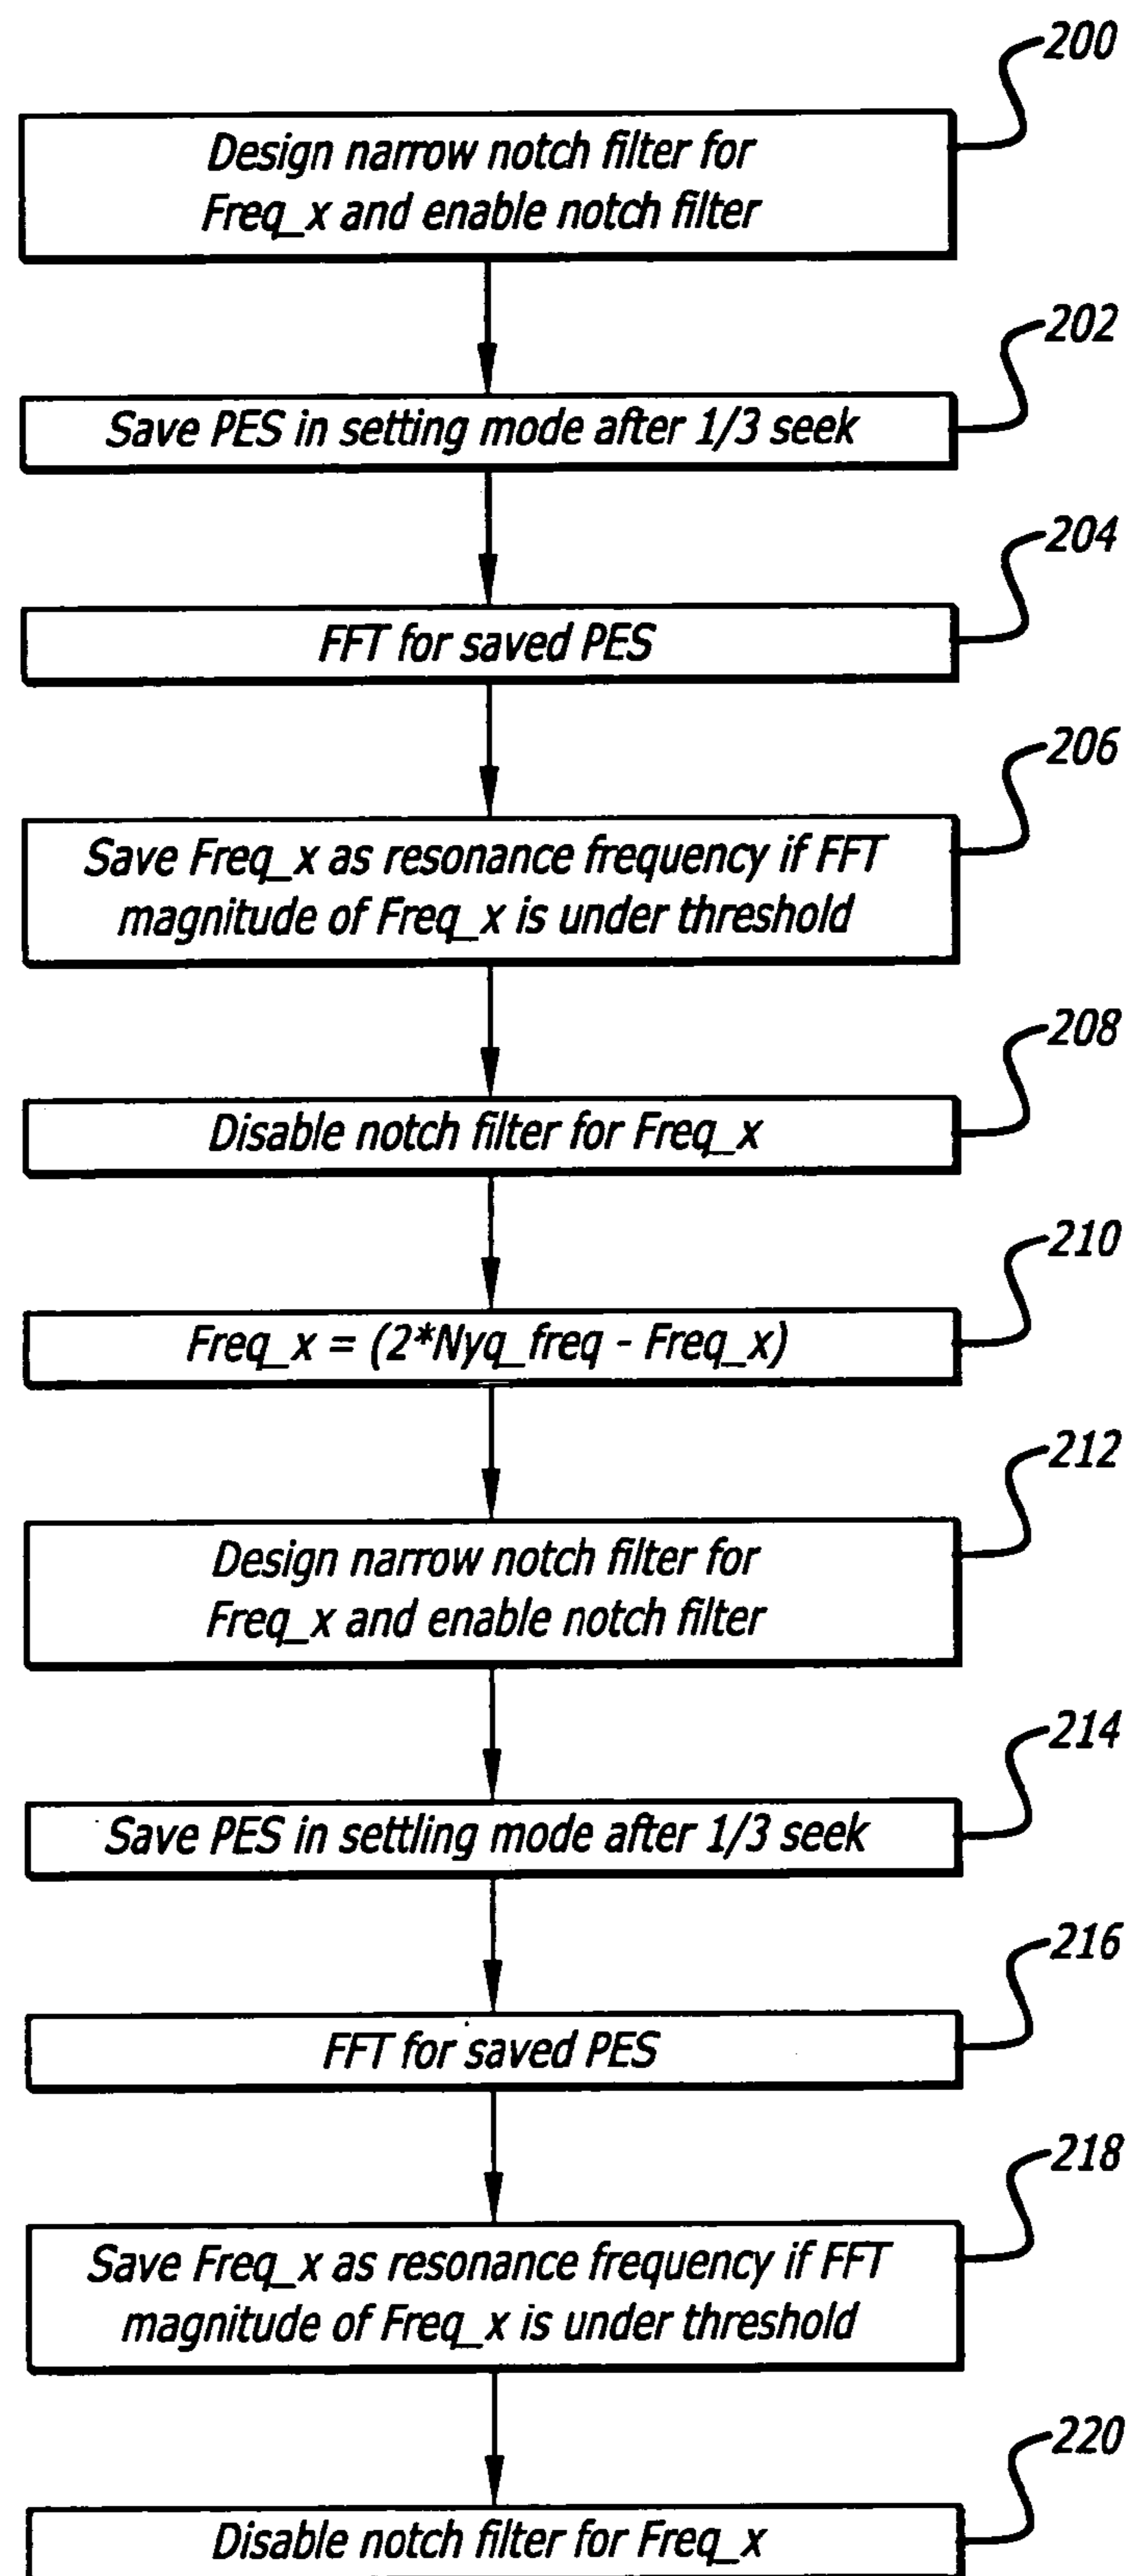 200
Design narrow notch filter for
Freq_x and enable notch filter
202
Save PES in setting mode after 1/3 seek
204
FFT for saved PES
206
Save Freq_x as resonance frequency if FFT
magnitude of Freq_x is under threshold
208
Disable notch filter for Freq_x
210
Freq_x = (2*Nyq_freq - Freq_x)
212
Design narrow notch filter for
Freq_x and enable notch filter
214
Save PES in settling mode after 1/3 seek
216
FFT for saved PES
218
Save Freq_x as resonance frequency if FFT
magnitude of Freq_x is under threshold
220
Disable notch filter for Freq_x